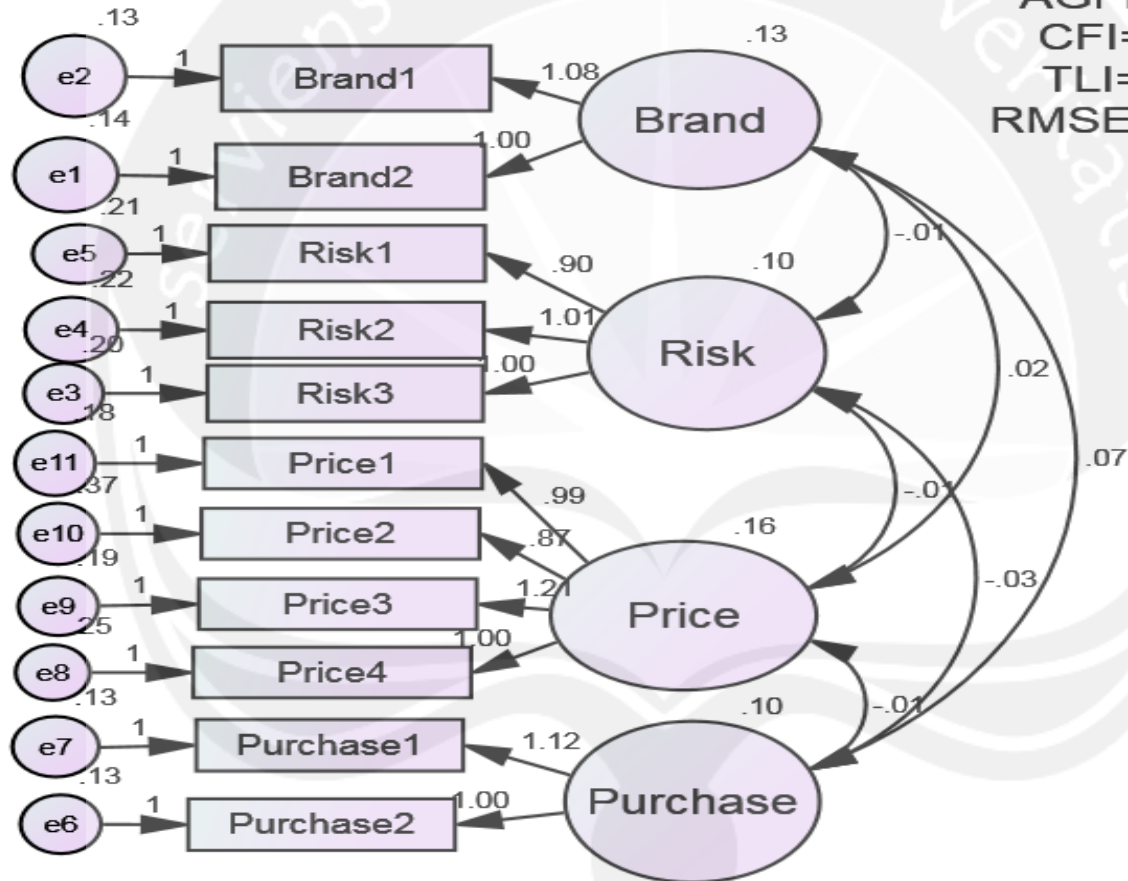 AGFI
CFI=
TLI=
RMSE
.13
e2 1 Brand1 1.08 Brand .13
.14
e1 1 Brand2 1.00
.21
e5 1 Risk1 .90 Risk .10 -.01
.22
e4 1 Risk2 1.01
.20
e3 1 Risk3 1.00 .02
.18
e11 1 Price1 .99 .07
.37
e10 1 Price2 .87 Price .16 -.01
.19
e9 1 Price3 1.21 -.03
.25
e8 1 Price4 1.00
.13
e7 1 Purchase1 1.12 Purchase .10 -.01
.13
e6 1 Purchase2 1.00
serviens
veritatis